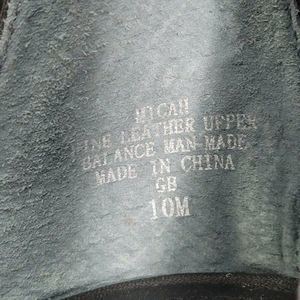 MICAH
FINE LEATHER UPPER
BALANCE MAN-MADE
MADE IN CHINA
GB
10M